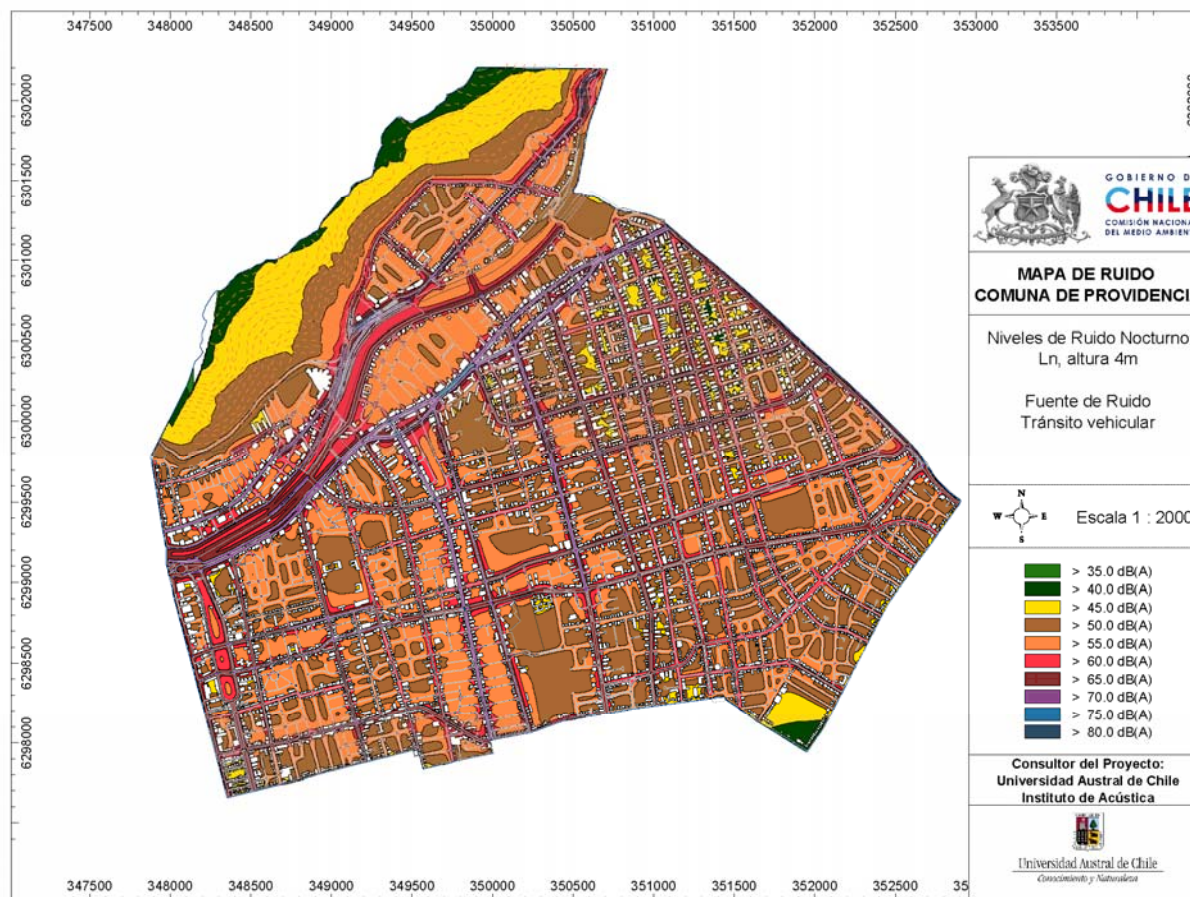 347500 348000 348500 349000 349500 350000 350500 351000 351500 352000 352500 353000 353500
6302000
6301500
6301000
6300500
6300000
6299500
6299000
6298500
6298000
GOBIERNO D
CHILE
COMISIÓN NACIONA
DEL MEDIO AMBIENT
MAPA DE RUIDO
COMUNA DE PROVIDENCI
Niveles de Ruido Nocturno
Ln, altura 4m
Fuente de Ruido
Tránsito vehicular
N
W E
S
Escala 1 : 2000
> 35.0 dB(A)
> 40.0 dB(A)
> 45.0 dB(A)
> 50.0 dB(A)
> 55.0 dB(A)
> 60.0 dB(A)
> 65.0 dB(A)
> 70.0 dB(A)
> 75.0 dB(A)
> 80.0 dB(A)
Consultor del Proyecto:
Universidad Austral de Chile
Instituto de Acústica
Universidad Austral de Chile
Conocimiento y Naturaleza
347500 348000 348500 349000 349500 350000 350500 351000 351500 352000 352500 35